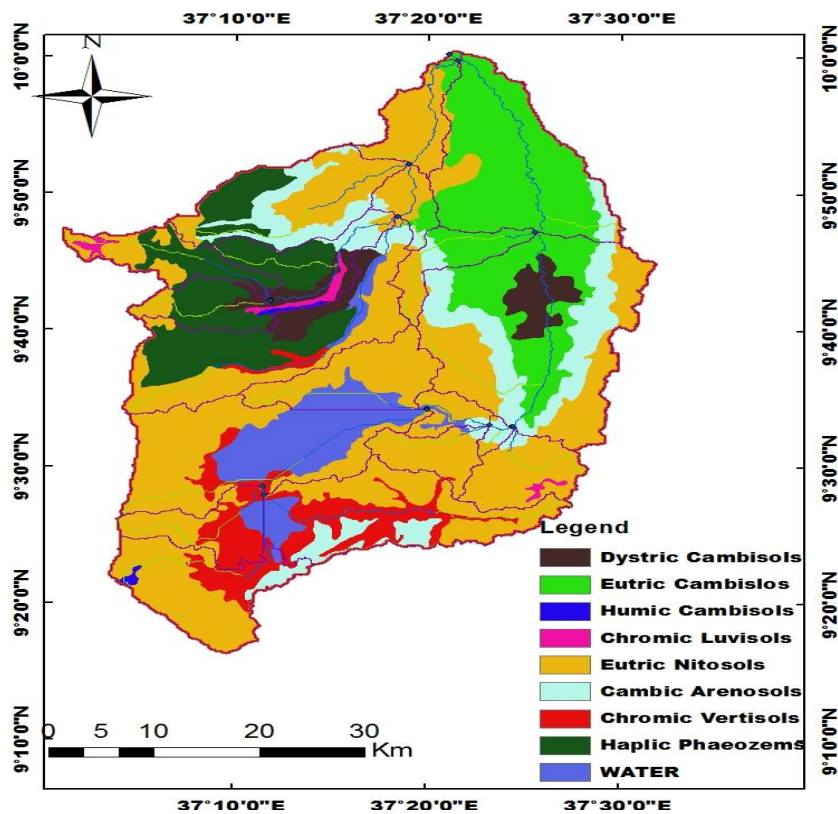 37°10'0"E 37°20'0"E 37°30'0"E
N
10°0'0"N 10°0'0"N
9°50'0"N 9°50'0"N
9°40'0"N 9°40'0"N
9°30'0"N 9°30'0"N
9°20'0"N 9°20'0"N
9°10'0"N 9°10'0"N
Legend
Dystric Cambisols
Eutric Cambislos
Humic Cambisols
Chromic Luvisols
Eutric Nitosols
Cambic Arenosols
Chromic Vertisols
Haplic Phaeozems
WATER
0 5 10 20 30
Km
37°10'0"E 37°20'0"E 37°30'0"E